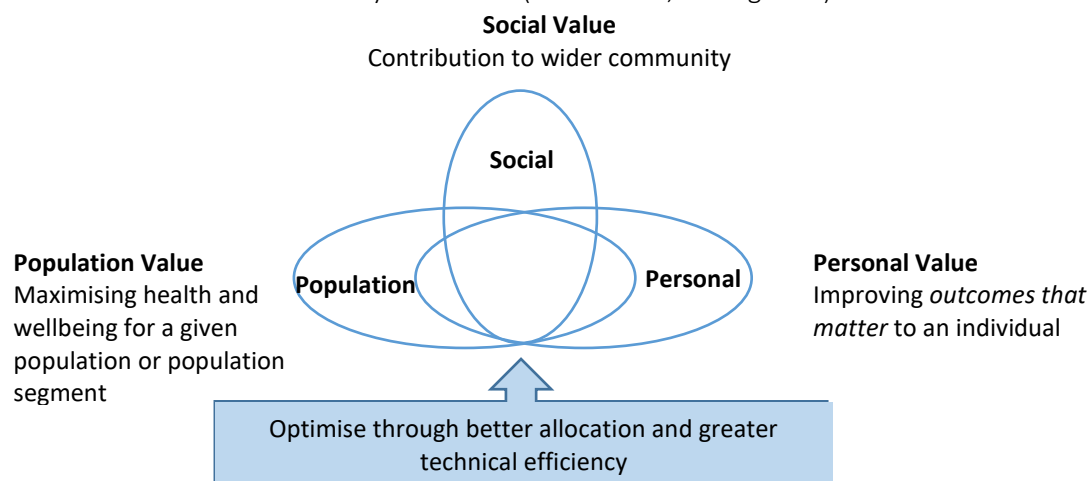 Social Value
Contribution to wider community
Social
Population Value
Maximising health and
wellbeing for a given
population or population
segment
Population
Personal
Personal Value
Improving outcomes that
matter to an individual
Optimise through better allocation and greater
technical efficiency